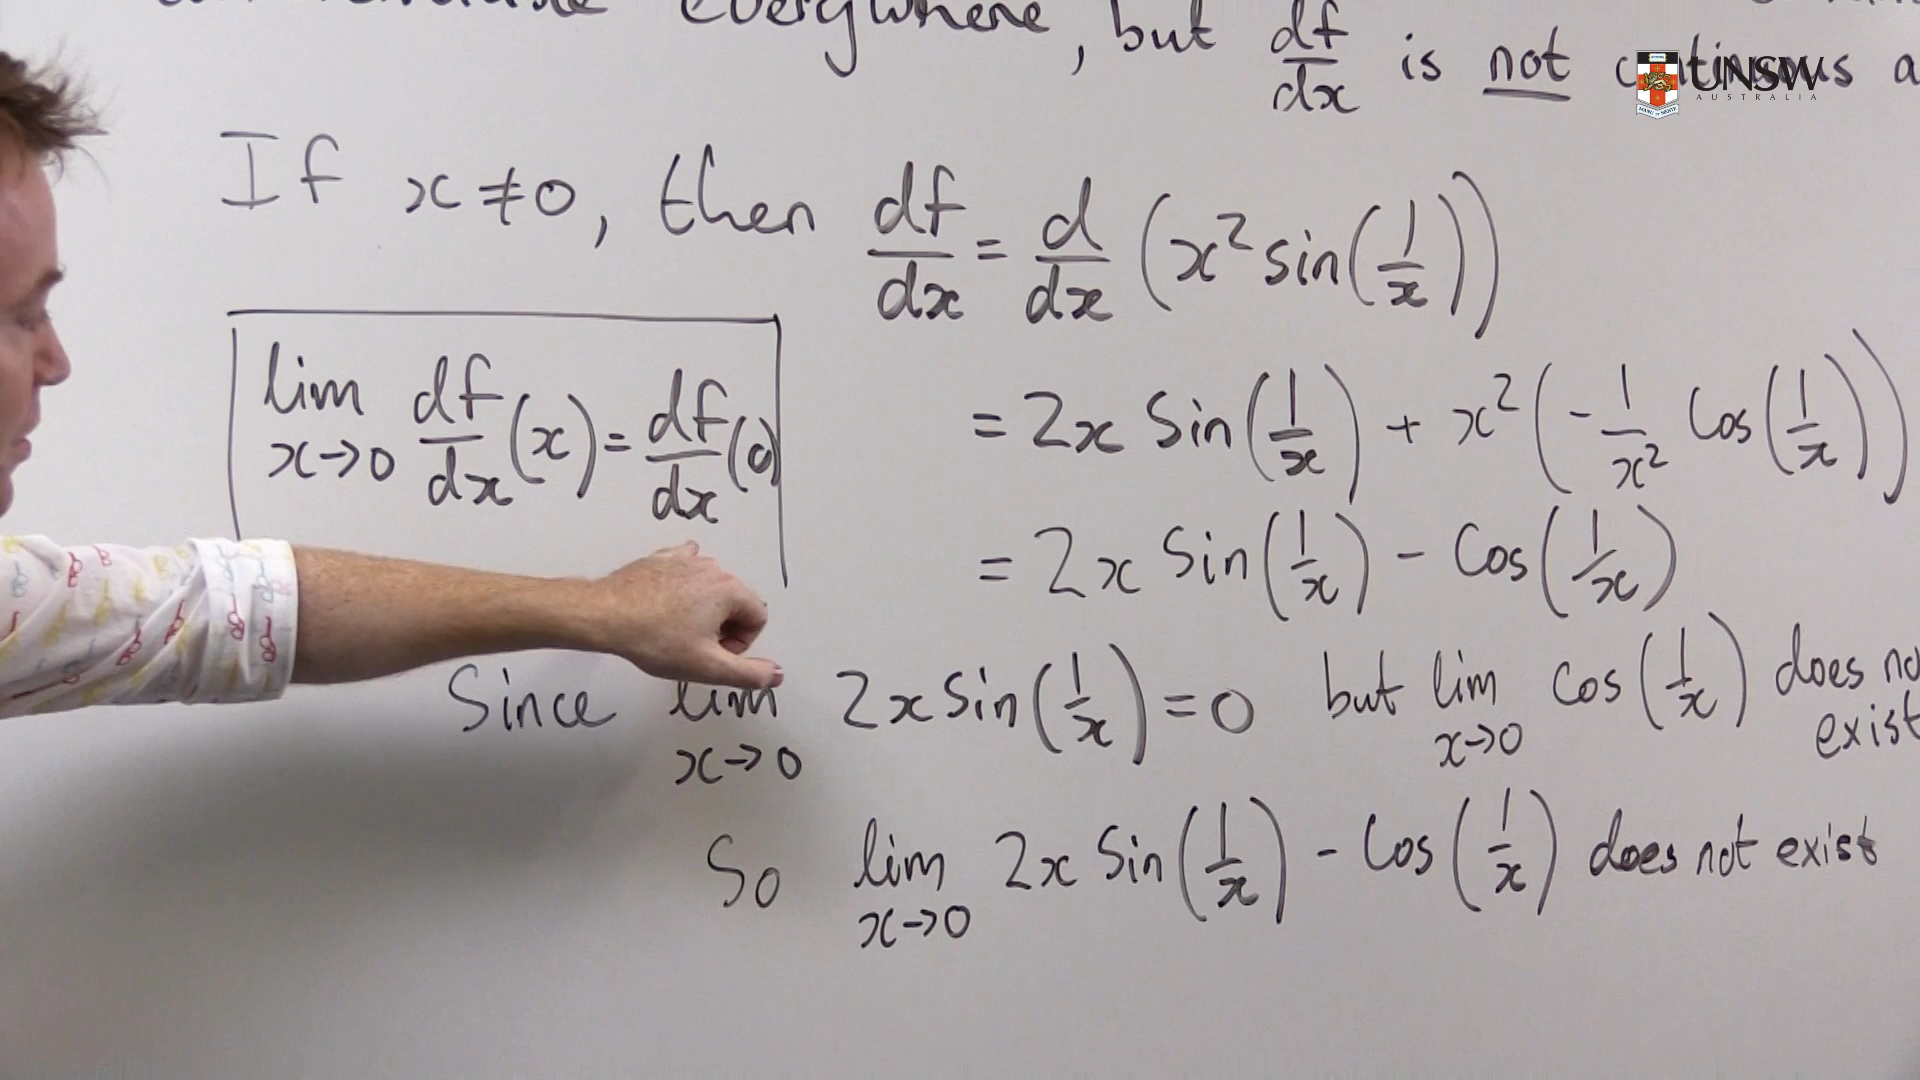 everywhere, but df/dx is not continuous a
UNSW
AUSTRALIA
If x≠0, then df/dx = d/dx (x² sin(1/x))
lim x→0 df/dx (x) = df/dx (0)
= 2x sin(1/x) + x² (-1/x² cos(1/x))
= 2x sin(1/x) - cos(1/x)
Since lim x→0 2x sin(1/x) = 0 but lim x→0 cos(1/x) does no
exist
So lim x→0 2x sin(1/x) - cos(1/x) does not exist